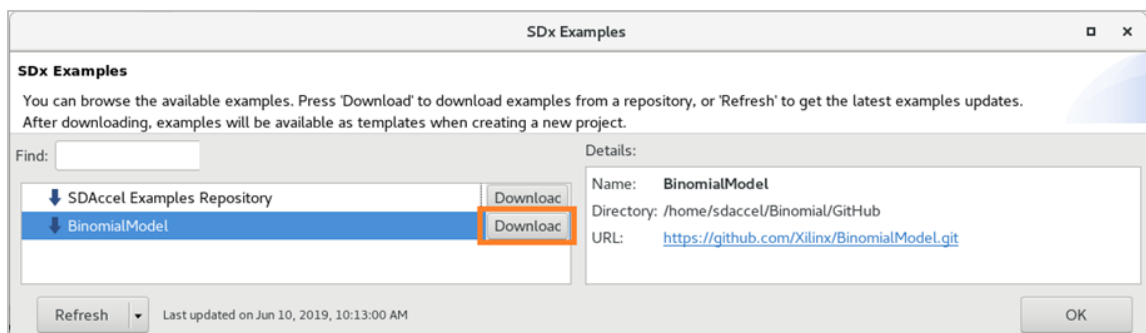 SDx Examples
SDx Examples
You can browse the available examples. Press 'Download' to download examples from a repository, or 'Refresh' to get the latest examples updates.
After downloading, examples will be available as templates when creating a new project.
Find:
SDAccel Examples Repository Downloac
BinomialModel Downloac
Details:
Name: BinomialModel
Directory: /home/sdaccel/Binomial/GitHub
URL: https://github.com/Xilinx/BinomialModel.git
Refresh Last updated on Jun 10, 2019, 10:13:00 AM
OK